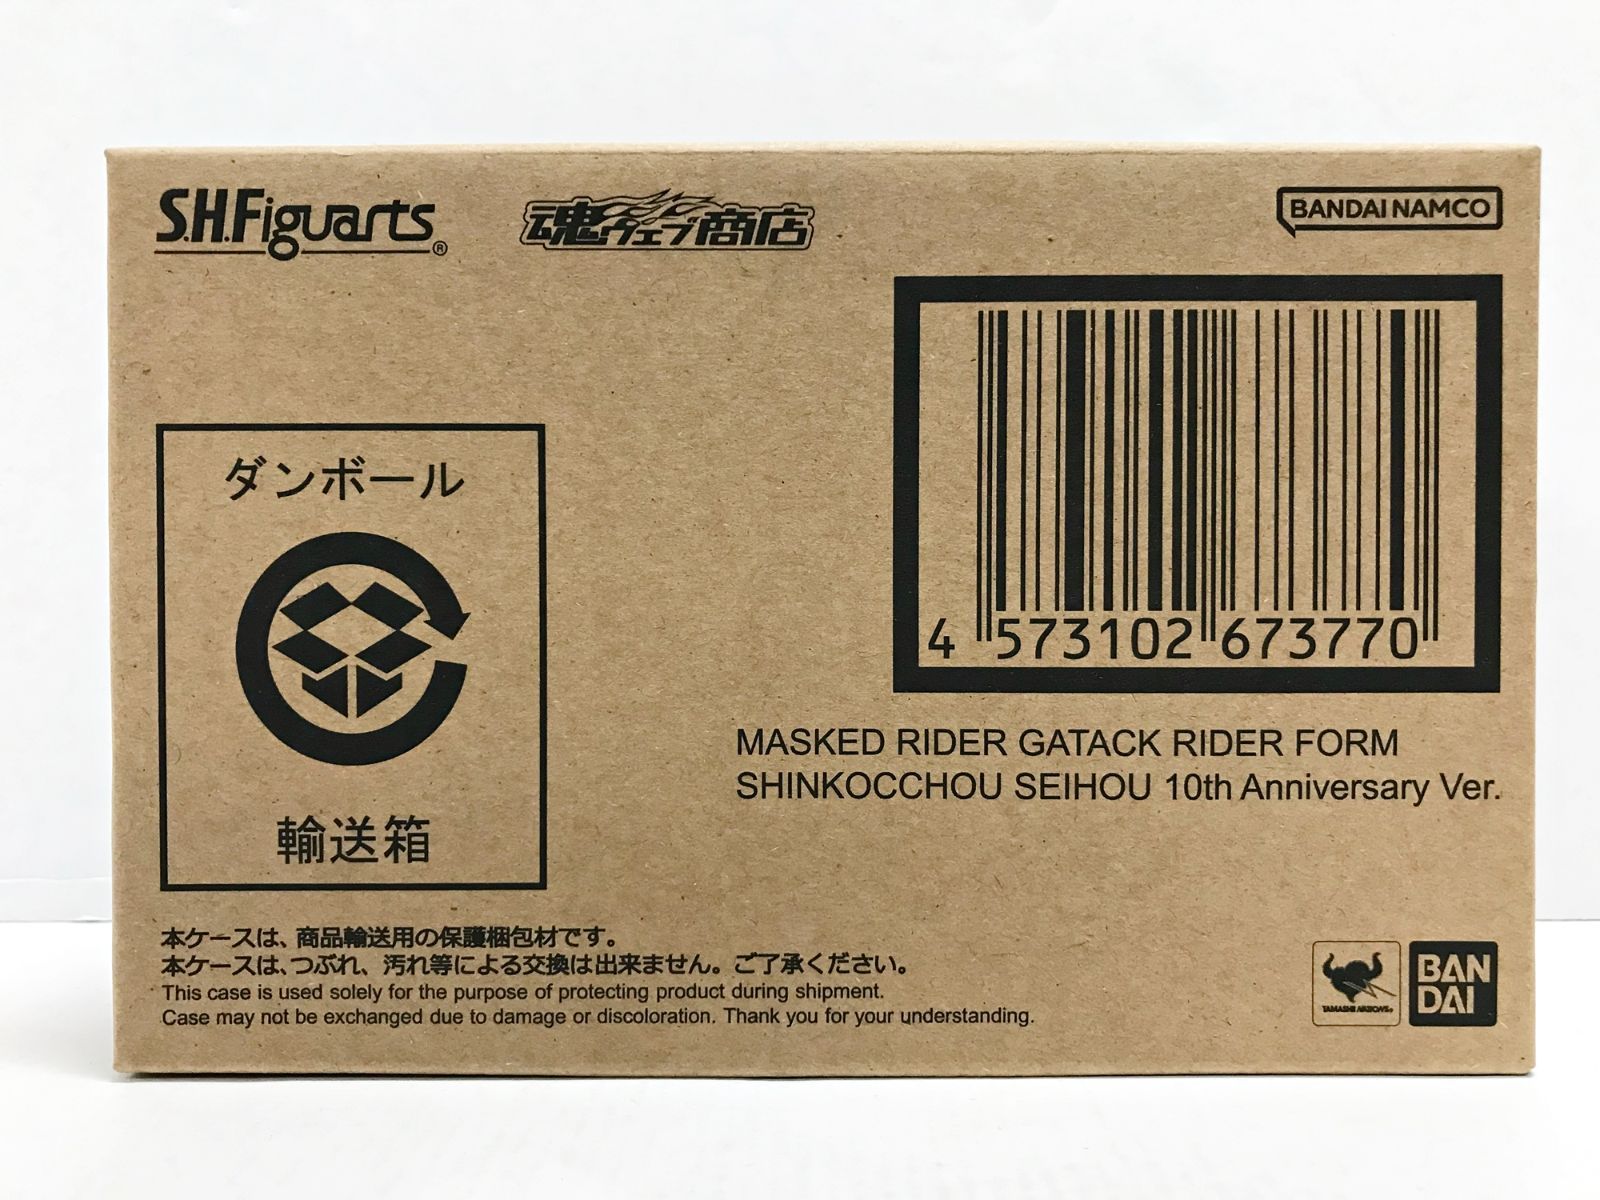 S.H.Figuarts®
魂ウェブ商店
BANDAI NAMCO
4 573102 673770
ダンボール
輸送箱
MASKED RIDER GATACK RIDER FORM
SHINKOCCHOU SEIHOU 10th Anniversary Ver.
本ケースは、商品輸送用の保護梱包材です。
本ケースは、つぶれ、汚れ等による交換は出来ません。ご了承ください。
This case is used solely for the purpose of protecting product during shipment.
Case may not be exchanged due to damage or discoloration. Thank you for your understanding.
TAMASHII NATIONS
BAN
DAI